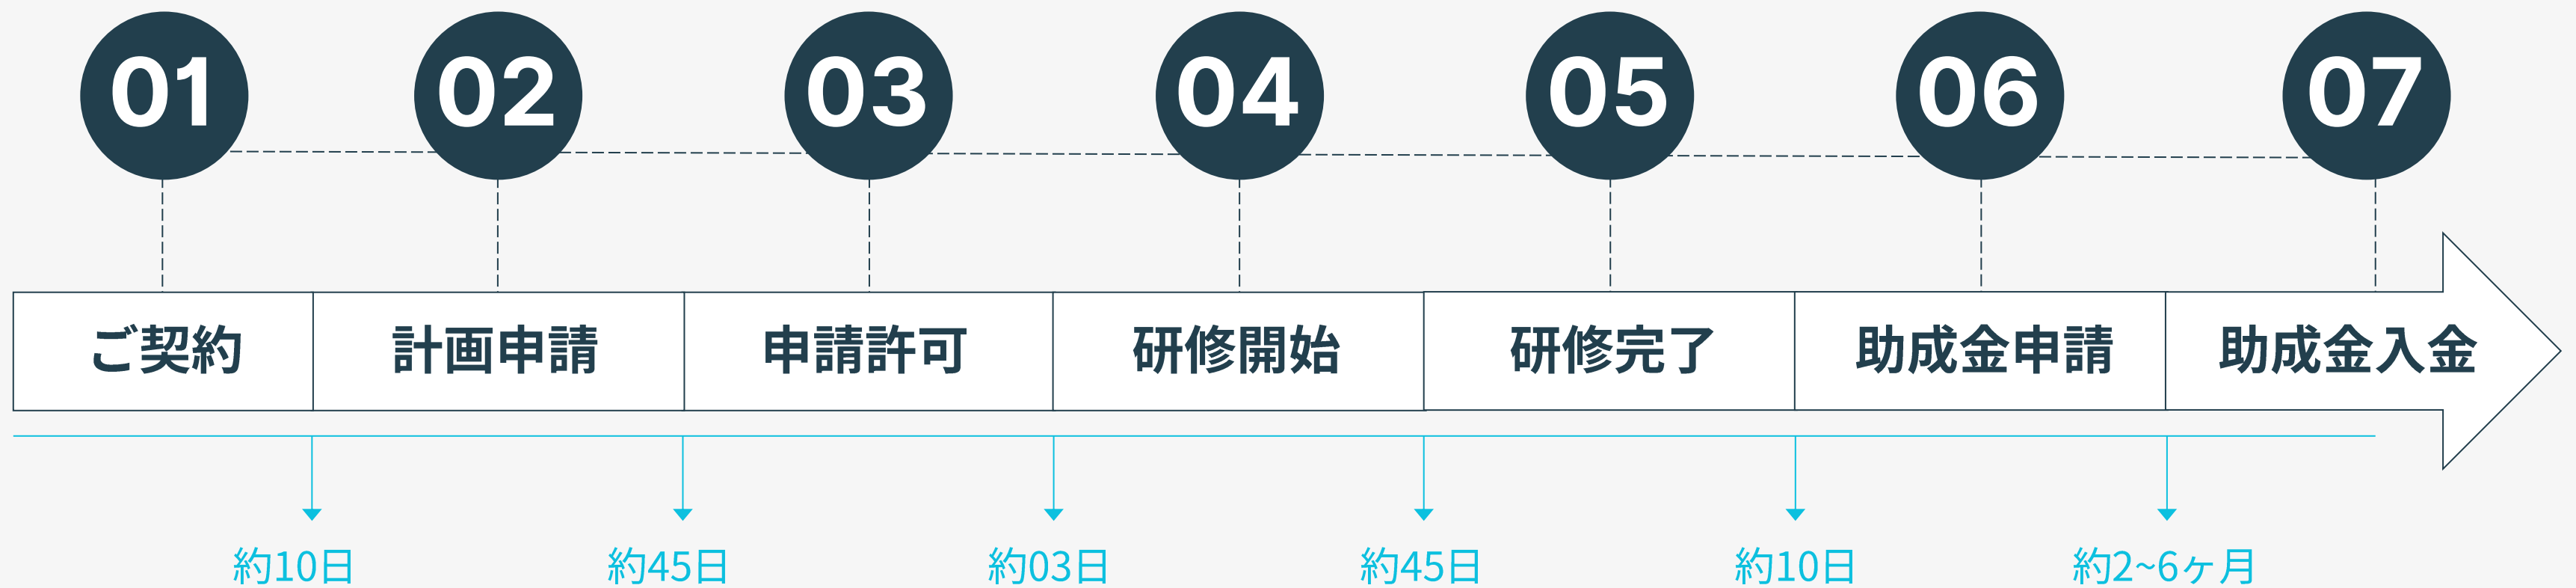 01 02 03 04 05 06 07
ご契約 計画申請 申請許可 研修開始 研修完了 助成金申請 助成金入金
約10日 約45日 約03日 約45日 約10日 約2~6ヶ月